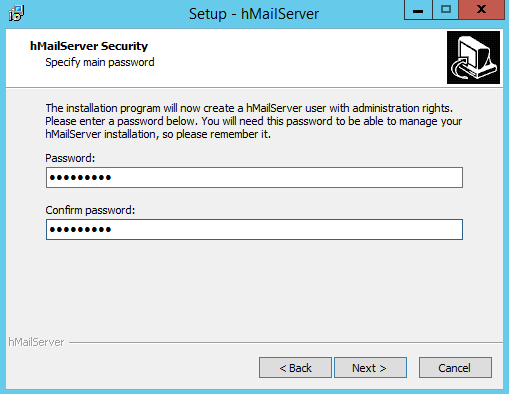 Setup - hMailServer
hMailServer Security
Specify main password
The installation program will now create a hMailServer user with administration rights.
Please enter a password below. You will need this password to be able to manage your
hMailServer installation, so please remember it.
Password:
●●●●●●●●●
Confirm password:
●●●●●●●●●
hMailServer
< Back
Next >
Cancel